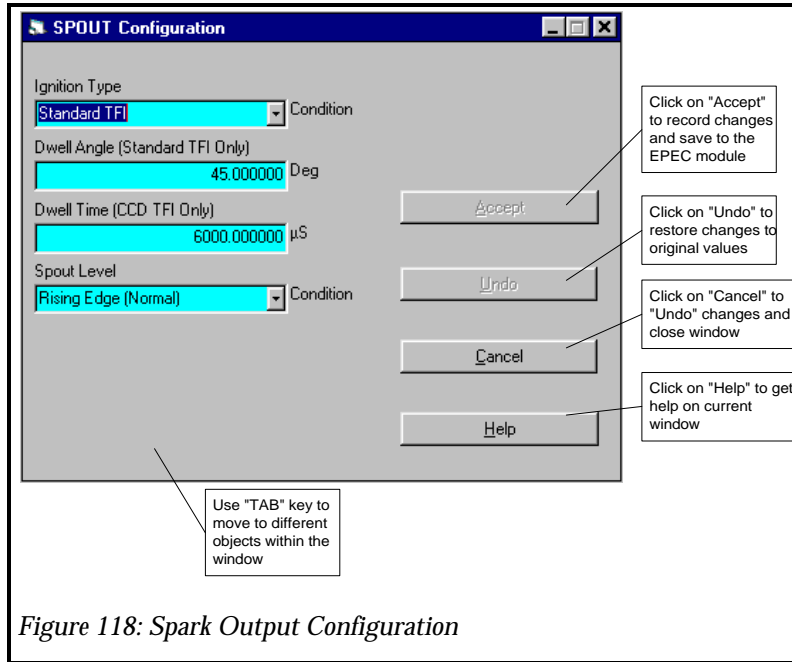 SPOUT Configuration
Ignition Type
Standard TFI Condition
Dwell Angle (Standard TFI Only)
45.000000 Deg
Dwell Time (CCD TFI Only)
6000.000000 µS
Spout Level
Rising Edge (Normal) Condition
Accept
Undo
Cancel
Help
Click on "Accept"
to record changes
and save to the
EPEC module
Click on "Undo" to
restore changes to
original values
Click on "Cancel" to
"Undo" changes and
close window
Click on "Help" to get
help on current
window
Use "TAB" key to
move to different
objects within the
window
Figure 118: Spark Output Configuration